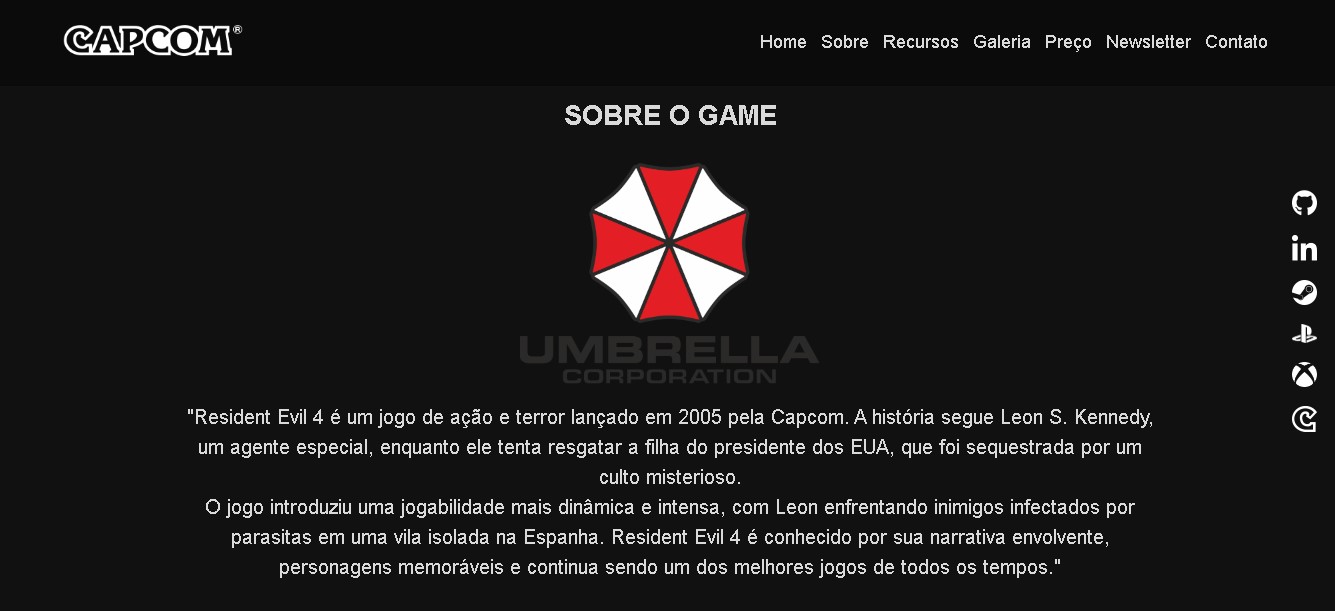 CAPCOM®
Home Sobre Recursos Galeria Preço Newsletter Contato
SOBRE O GAME
UMBRELLA
CORPORATION
"Resident Evil 4 é um jogo de ação e terror lançado em 2005 pela Capcom. A história segue Leon S. Kennedy,
um agente especial, enquanto ele tenta resgatar a filha do presidente dos EUA, que foi sequestrada por um
culto misterioso.
O jogo introduziu uma jogabilidade mais dinâmica e intensa, com Leon enfrentando inimigos infectados por
parasitas em uma vila isolada na Espanha. Resident Evil 4 é conhecido por sua narrativa envolvente,
personagens memoráveis e continua sendo um dos melhores jogos de todos os tempos."
in